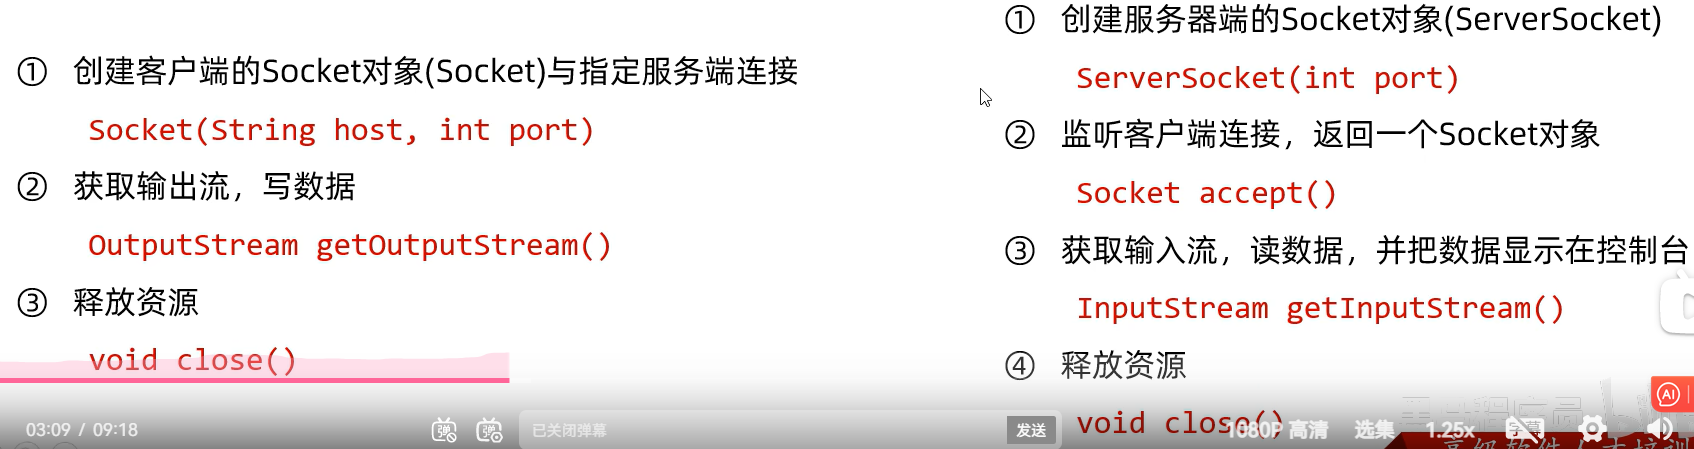 ① 创建客户端的Socket对象(Socket)与指定服务端连接
Socket(String host, int port)
② 获取输出流，写数据
OutputStream getOutputStream()
③ 释放资源
void close()
① 创建服务器端的Socket对象(ServerSocket)
ServerSocket(int port)
② 监听客户端连接，返回一个Socket对象
Socket accept()
③ 获取输入流，读数据，并把数据显示在控制台
InputStream getInputStream()
④ 释放资源
void close()
AI
03:09 / 09:18
弹
弹
已关闭弹幕
发送
1080P 高清
选集
1.25x
字幕